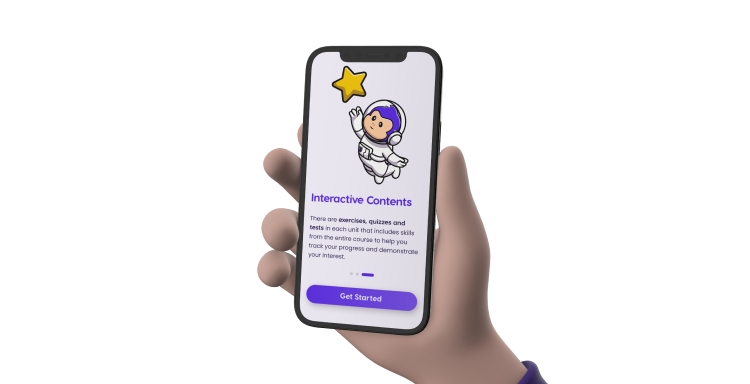 Interactive Contents
There are exercises, quizzes and
tests in each unit that includes skills
from the entire course to help you
track your progress and demonstrate
your interest.
Get Started